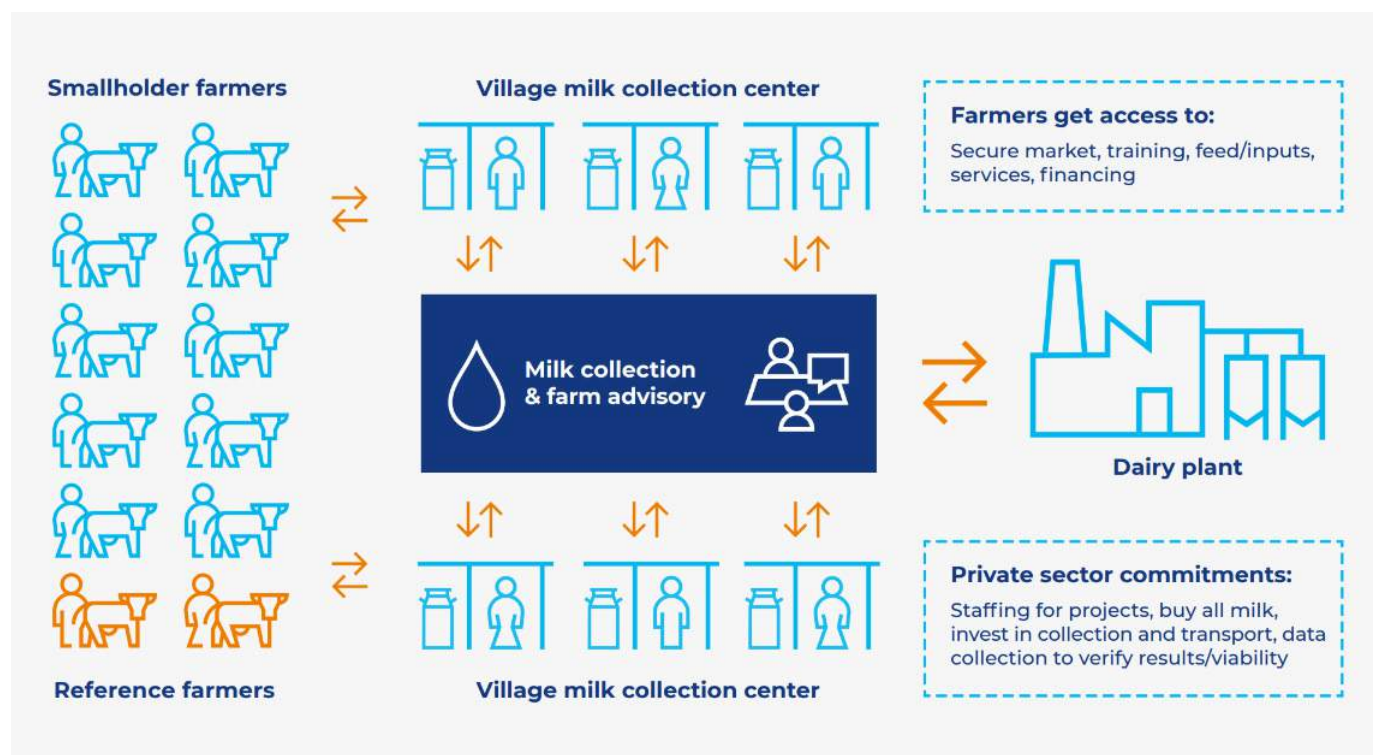 Smallholder farmers
Village milk collection center
Farmers get access to:
Secure market, training, feed/inputs,
services, financing
Milk collection
& farm advisory
Dairy plant
Private sector commitments:
Staffing for projects, buy all milk,
invest in collection and transport, data
collection to verify results/viability
Reference farmers
Village milk collection center